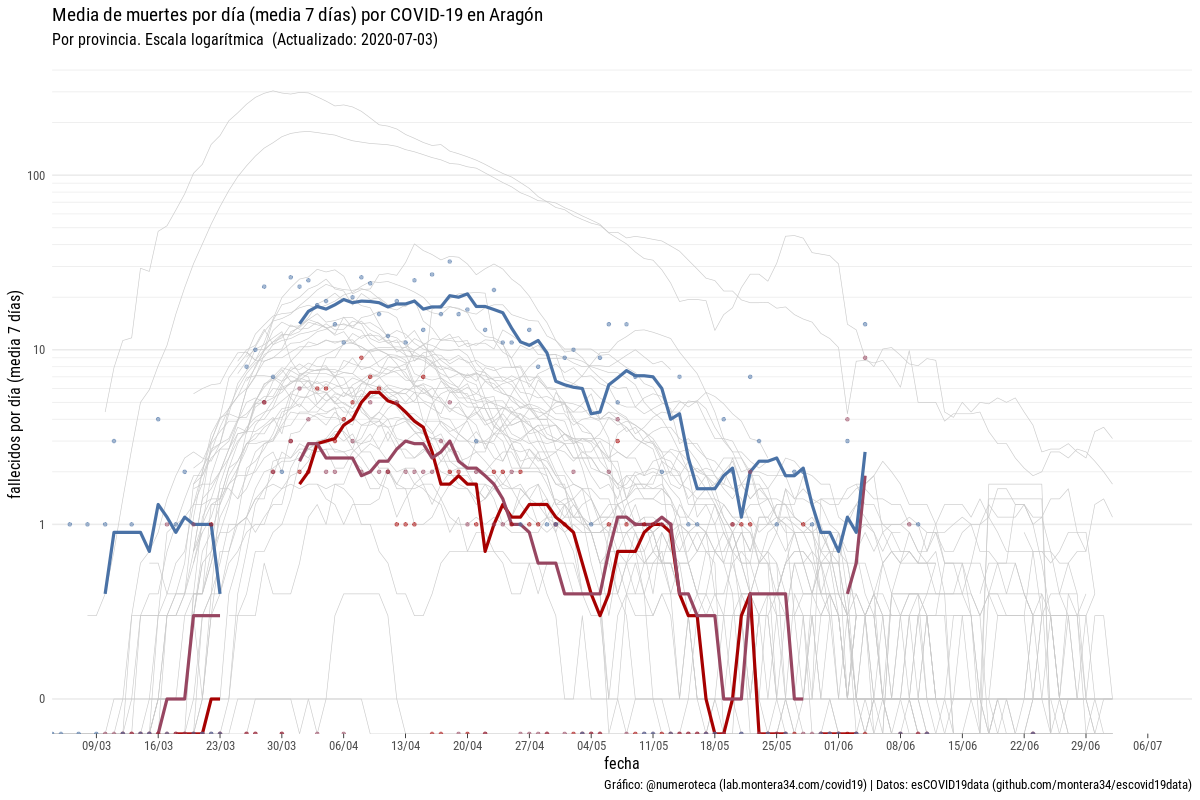 Media de muertes por día (media 7 días) por COVID-19 en Aragón
Por provincia. Escala logarítmica (Actualizado: 2020-07-03)
fallecidos por día (media 7 días)
100
10
1
0
09/03 16/03 23/03 30/03 06/04 13/04 20/04 27/04 04/05 11/05 18/05 25/05 01/06 08/06 15/06 22/06 29/06 06/07
fecha
Gráfico: @numeroteca (lab.montera34.com/covid19) | Datos: esCOVID19data (github.com/montera34/escovid19data)